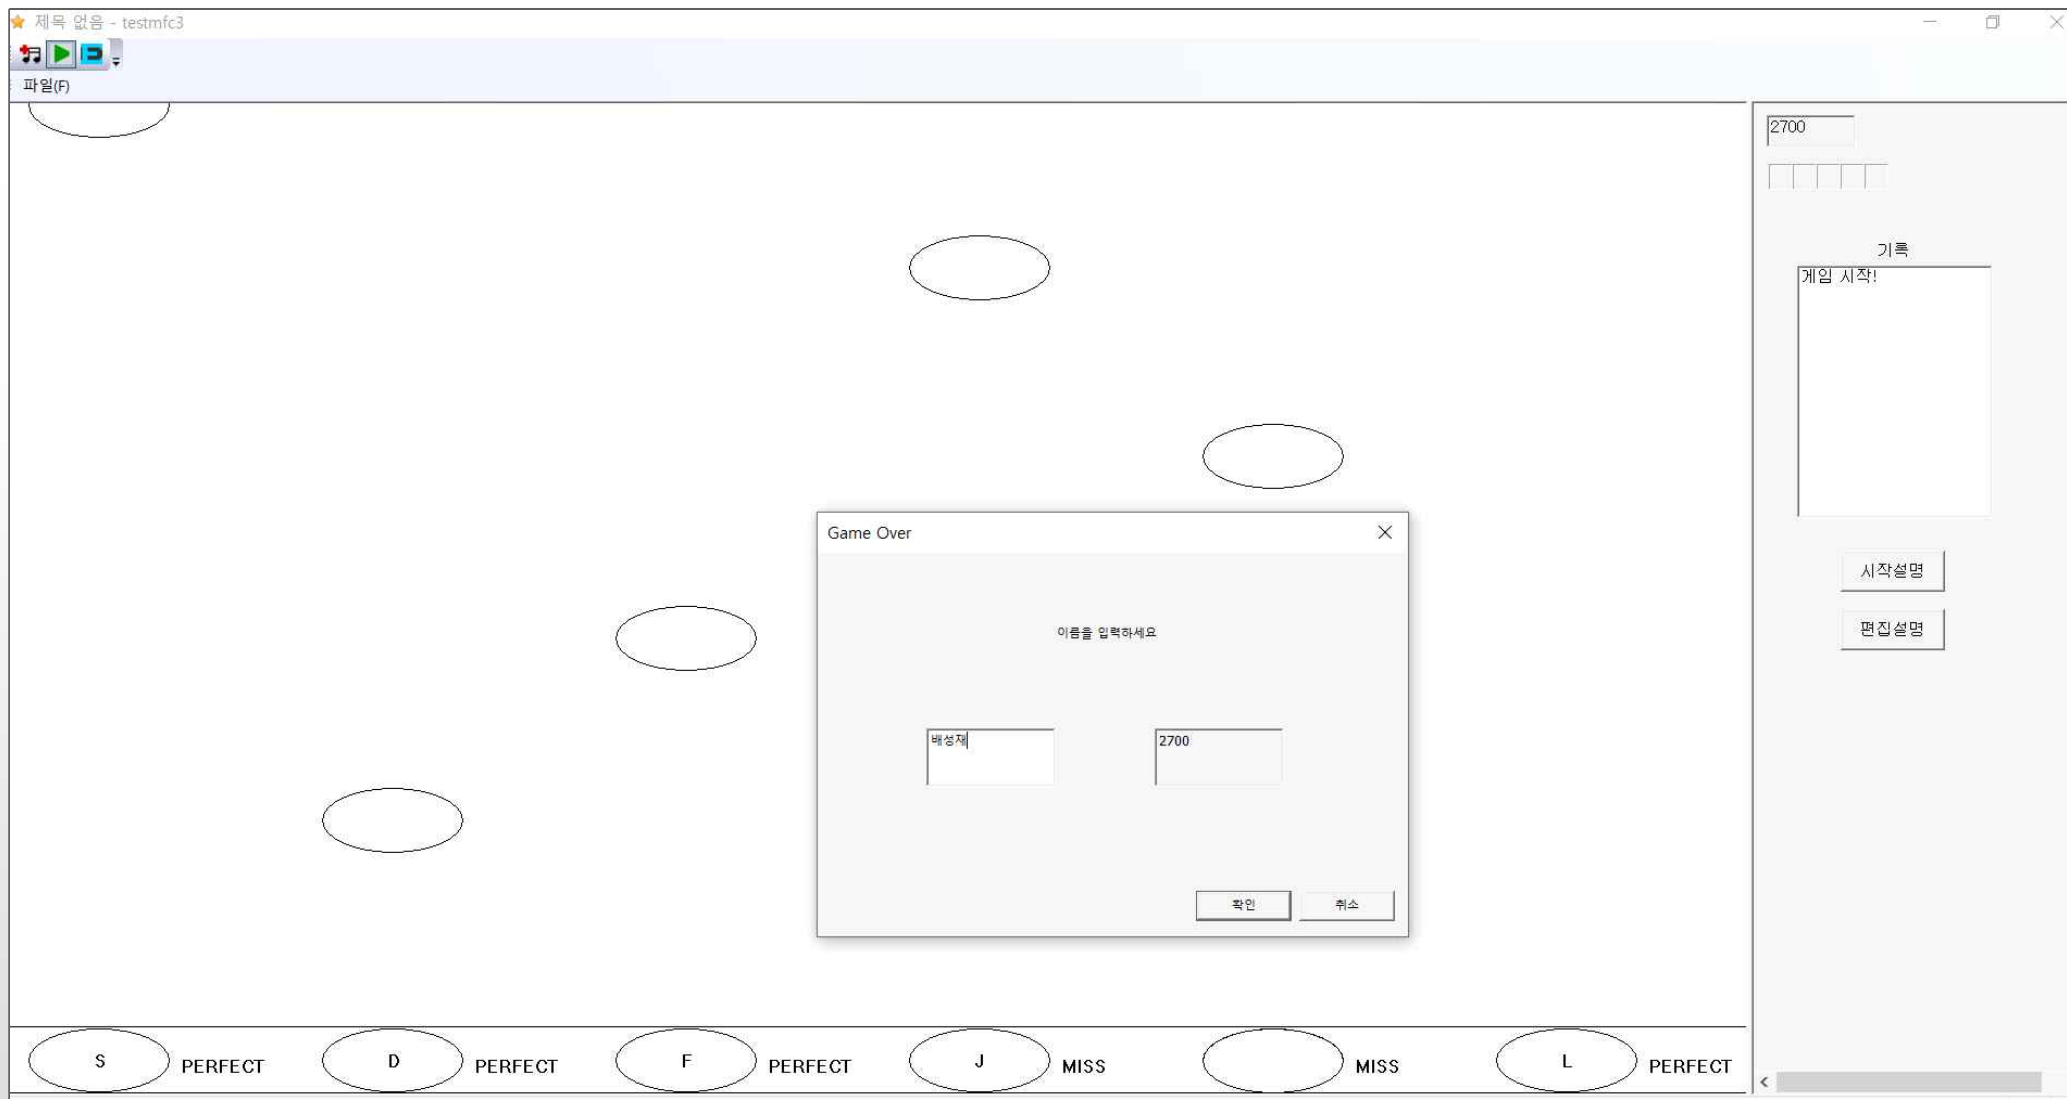 제목 없음 - testmfc3
파일(F)
2700
기록
게임 시작!
시작설명
편집설명
Game Over
이름을 입력하세요
배성재
2700
확인
취소
S PERFECT D PERFECT F PERFECT J MISS MISS L PERFECT